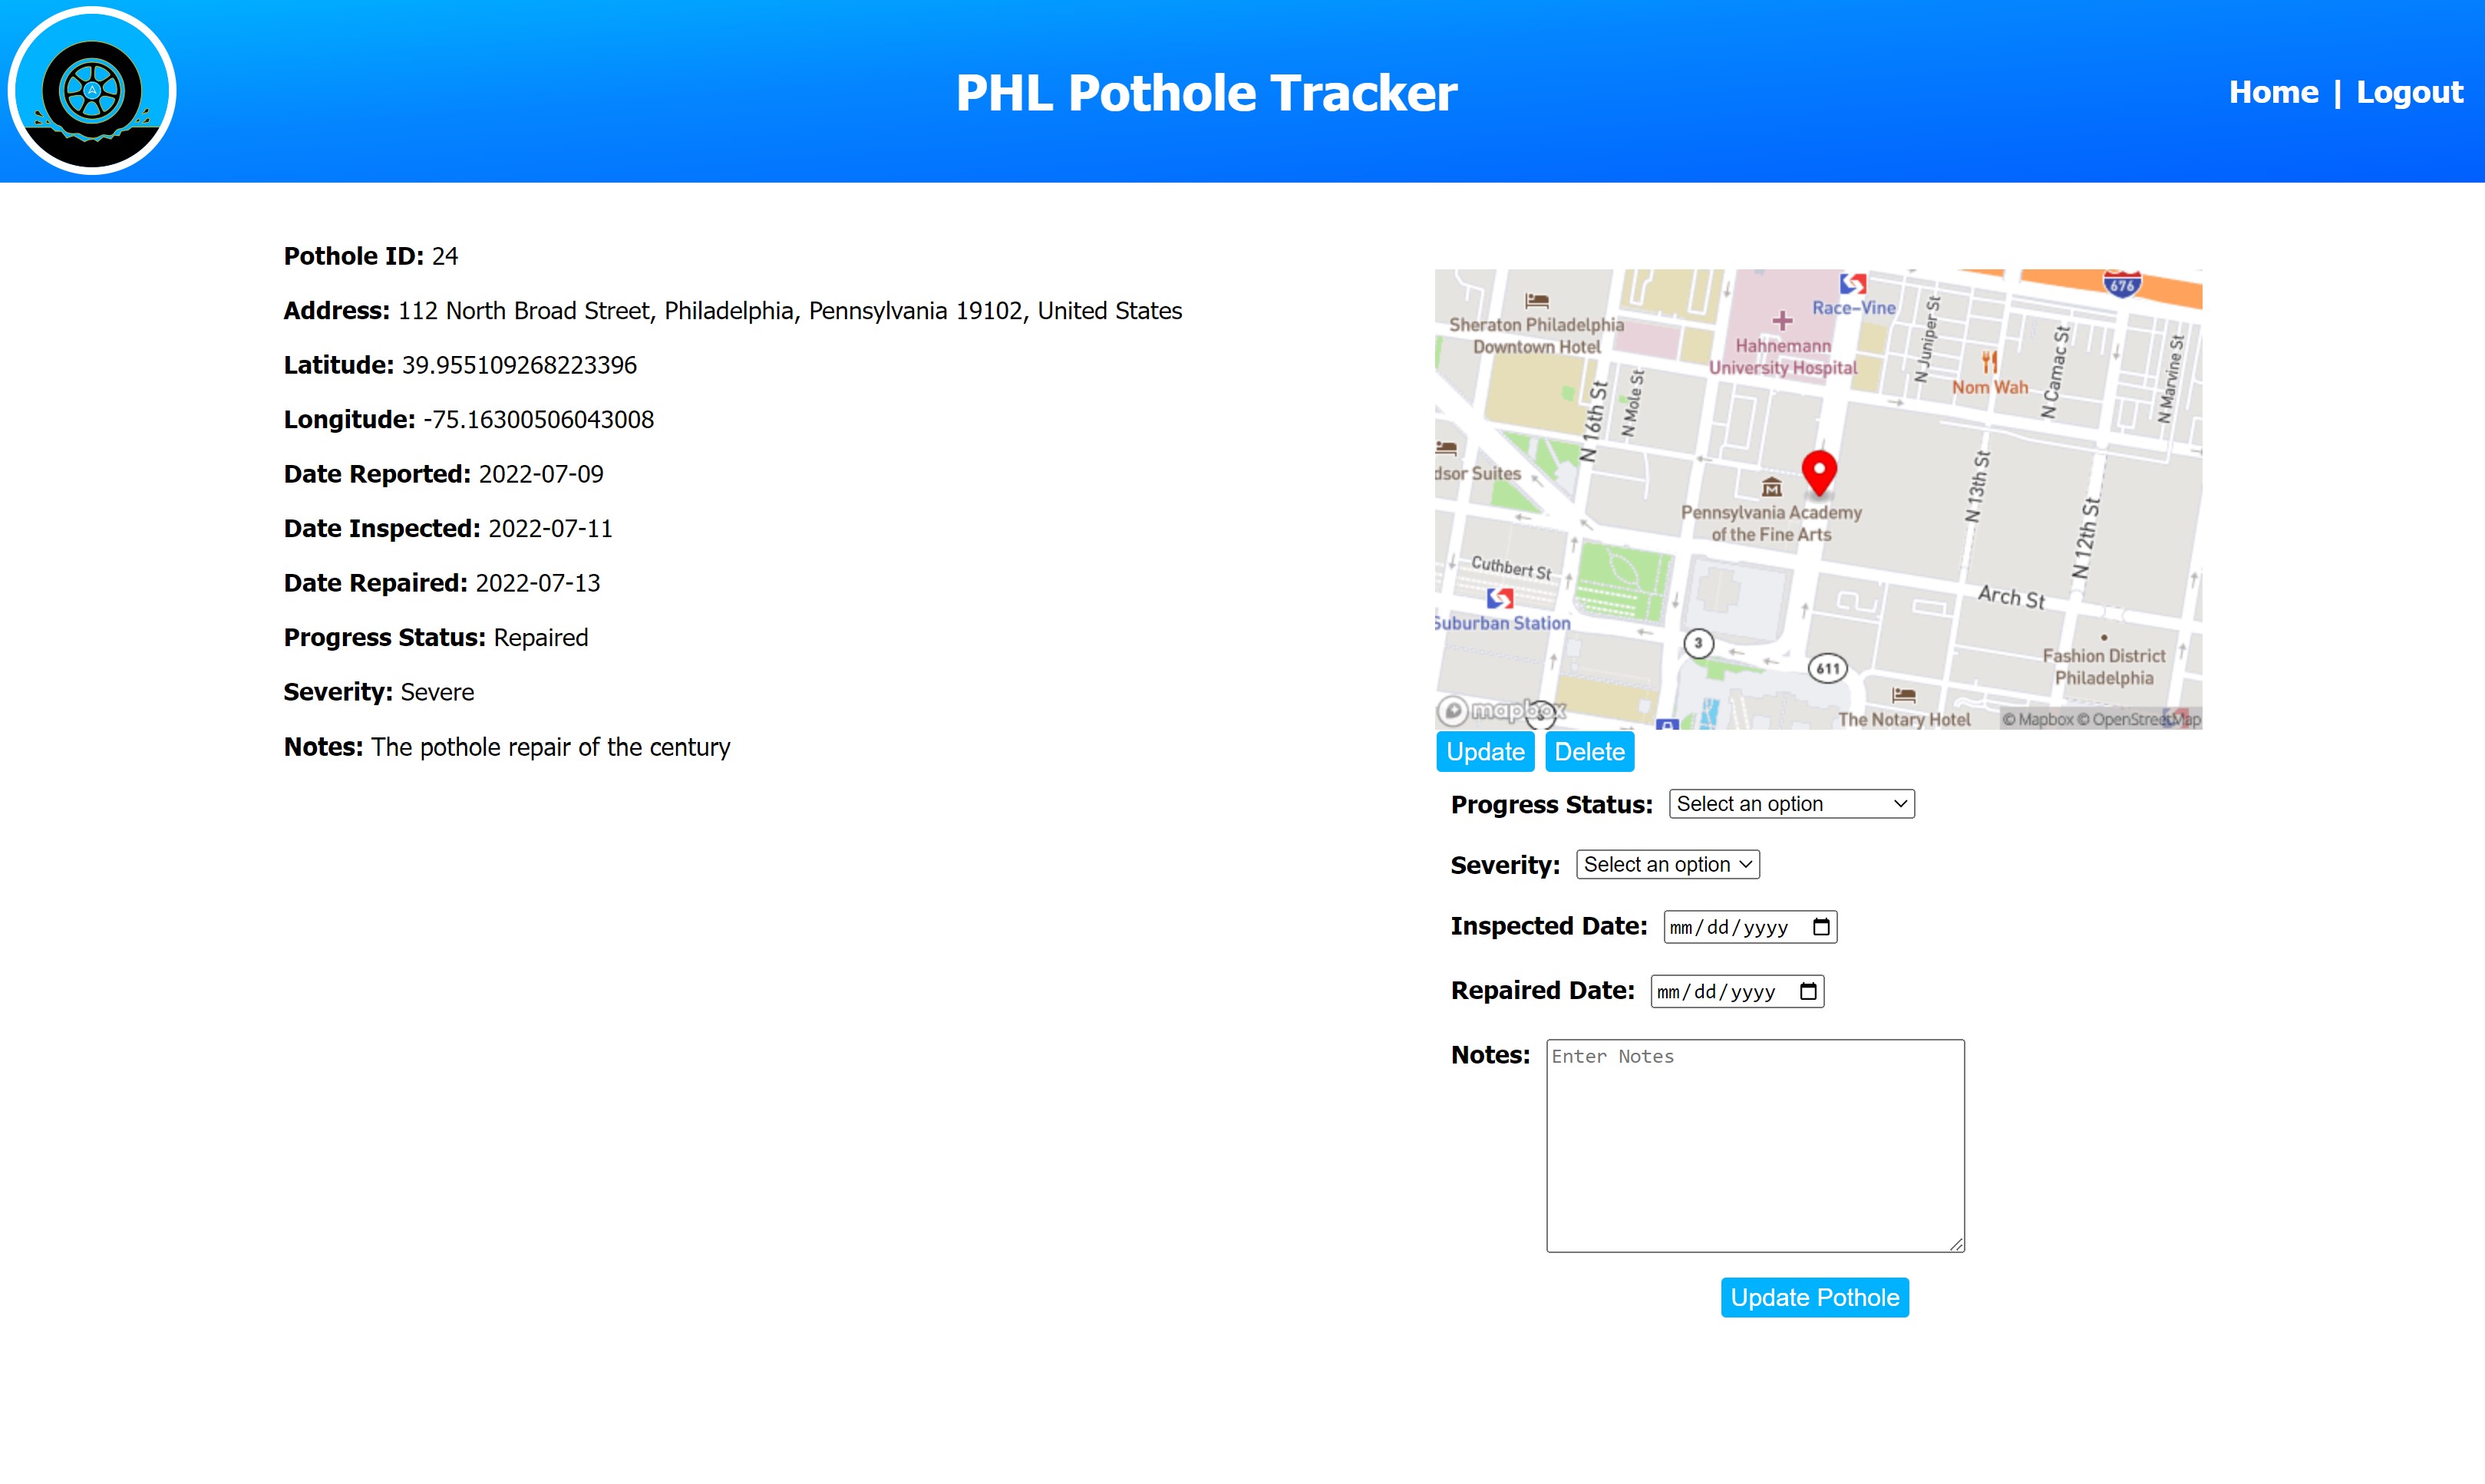 PHL Pothole Tracker
Home | Logout
Pothole ID: 24
Address: 112 North Broad Street, Philadelphia, Pennsylvania 19102, United States
Latitude: 39.955109268223396
Longitude: -75.16300506043008
Date Reported: 2022-07-09
Date Inspected: 2022-07-11
Date Repaired: 2022-07-13
Progress Status: Repaired
Severity: Severe
Notes: The pothole repair of the century
676
Race-Vine
Sheraton Philadelphia
Downtown Hotel
Hahnemann
University Hospital
N Juniper St
Nom Wah
N Camac St
N Marvine St
N 16th St
N Mole St
dsor Suites
N 13th St
Pennsylvania Academy
of the Fine Arts
N 12th St
Cuthbert St
Arch St
Suburban Station
3
611
Fashion District
Philadelphia
The Notary Hotel
mapbox
© Mapbox © OpenStreetMap
Update
Delete
Progress Status: Select an option
Severity: Select an option
Inspected Date: mm/dd/yyyy
Repaired Date: mm/dd/yyyy
Notes: Enter Notes
Update Pothole